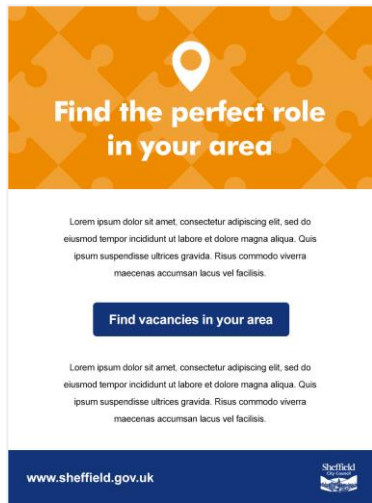 Find the perfect role
in your area
Lorem ipsum dolor sit amet, consectetur adipiscing elit, sed do
eiusmod tempor incididunt ut labore et dolore magna aliqua. Quis
ipsum suspendisse ultrices gravida. Risus commodo viverra
maecenas accumsan lacus vel facilisis.
Find vacancies in your area
Lorem ipsum dolor sit amet, consectetur adipiscing elit, sed do
eiusmod tempor incididunt ut labore et dolore magna aliqua. Quis
ipsum suspendisse ultrices gravida. Risus commodo viverra
maecenas accumsan lacus vel facilisis.
www.sheffield.gov.uk
Sheffield
City Council